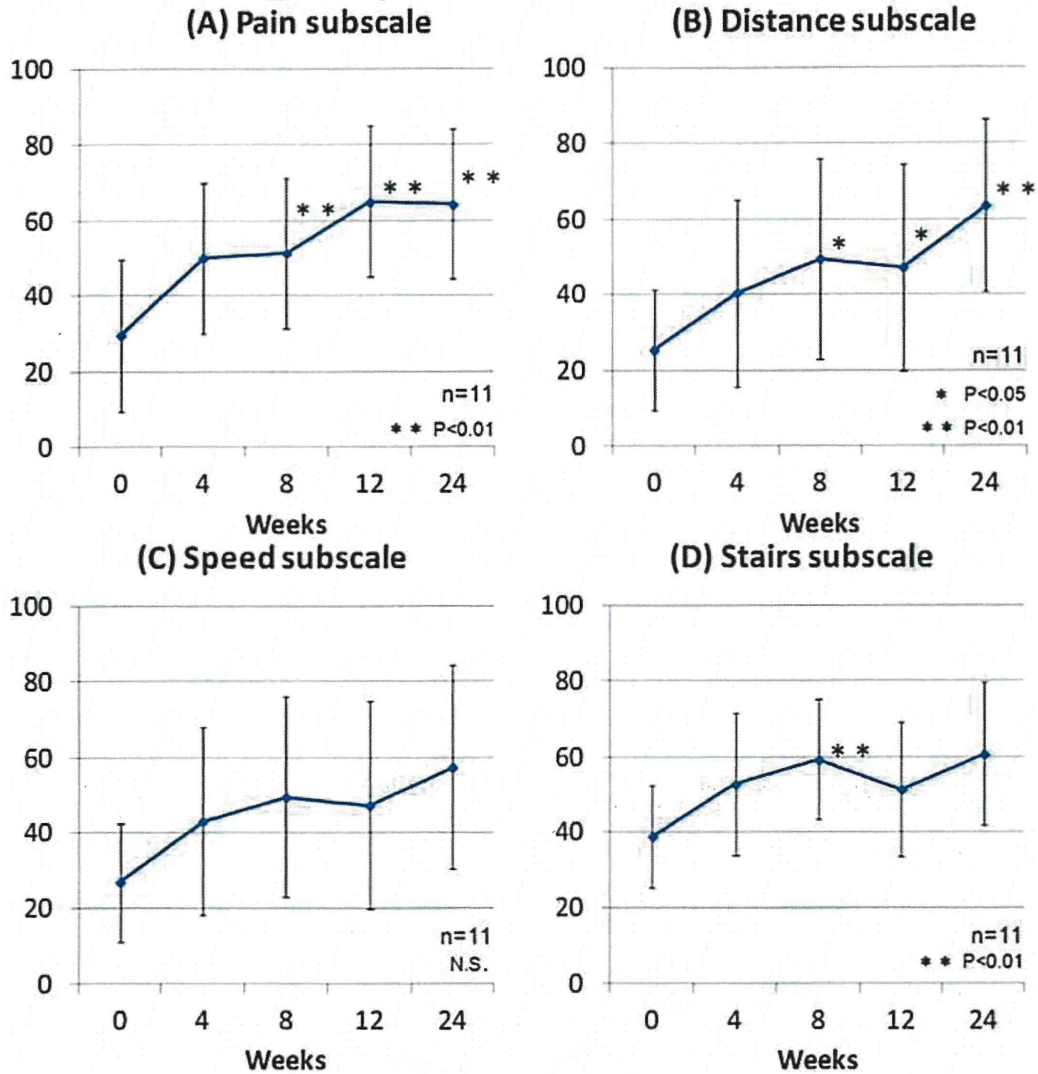 (A) Pain subscale
100
80
60
40
20
0
* *
* *
* *
n=11
* * P<0.01
0 4 8 12 24
Weeks
(B) Distance subscale
100
80
60
40
20
0
*
*
* *
n=11
* P<0.05
* * P<0.01
0 4 8 12 24
Weeks
(C) Speed subscale
100
80
60
40
20
0
n=11
N.S.
0 4 8 12 24
Weeks
(D) Stairs subscale
100
80
60
40
20
0
* *
n=11
* * P<0.01
0 4 8 12 24
Weeks